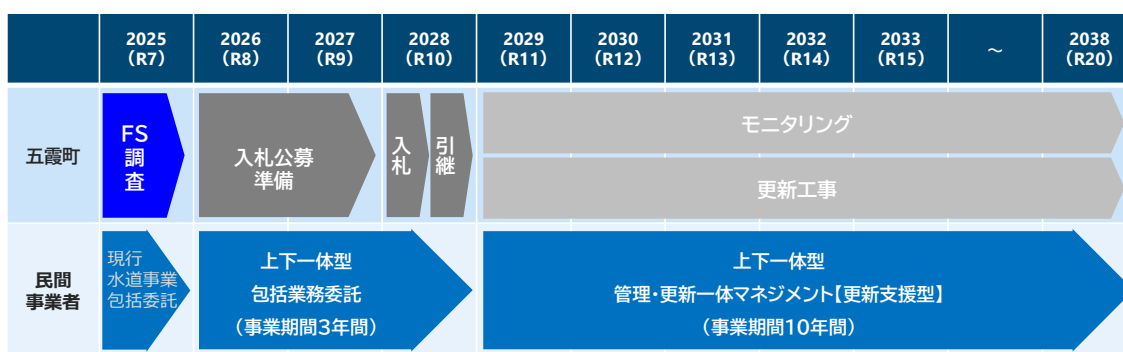 2025
(R7)
2026
(R8)
2027
(R9)
2028
(R10)
2029
(R11)
2030
(R12)
2031
(R13)
2032
(R14)
2033
(R15)
～
2038
(R20)
五霞町
FS
調
査
入札公募
準備
入
札
引
継
モニタリング
更新工事
民間
事業者
現行
水道事業
包括委託
上下一体型
包括業務委託
（事業期間3年間）
上下一体型
管理・更新一体マネジメント【更新支援型】
（事業期間10年間）